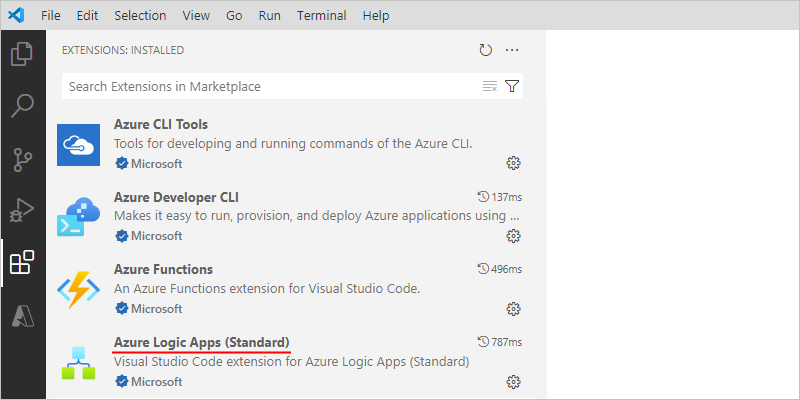 File Edit Selection View Go Run Terminal Help
EXTENSIONS: INSTALLED
Search Extensions in Marketplace
Azure CLI Tools
Tools for developing and running commands of the Azure CLI.
Microsoft
Azure Developer CLI 137ms
Makes it easy to run, provision, and deploy Azure applications using ...
Microsoft
Azure Functions 496ms
An Azure Functions extension for Visual Studio Code.
Microsoft
Azure Logic Apps (Standard) 787ms
Visual Studio Code extension for Azure Logic Apps (Standard)
Microsoft